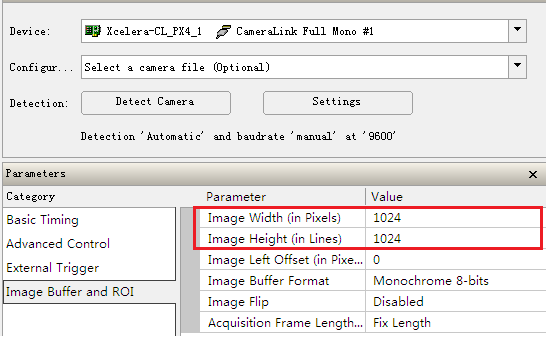 Device: Xcelera-CL_PX4_1 CameraLink Full Mono #1
Configur... Select a camera file (Optional)
Detection: Detect Camera Settings
Detection 'Automatic' and baudrate 'manual' at '9600'
Parameters
Category Parameter Value
Basic Timing Image Width (in Pixels) 1024
Advanced Control Image Height (in Lines) 1024
External Trigger Image Left Offset (in Pixe... 0
Image Buffer and ROI Image Buffer Format Monochrome 8-bits
Image Flip Disabled
Acquisition Frame Length... Fix Length